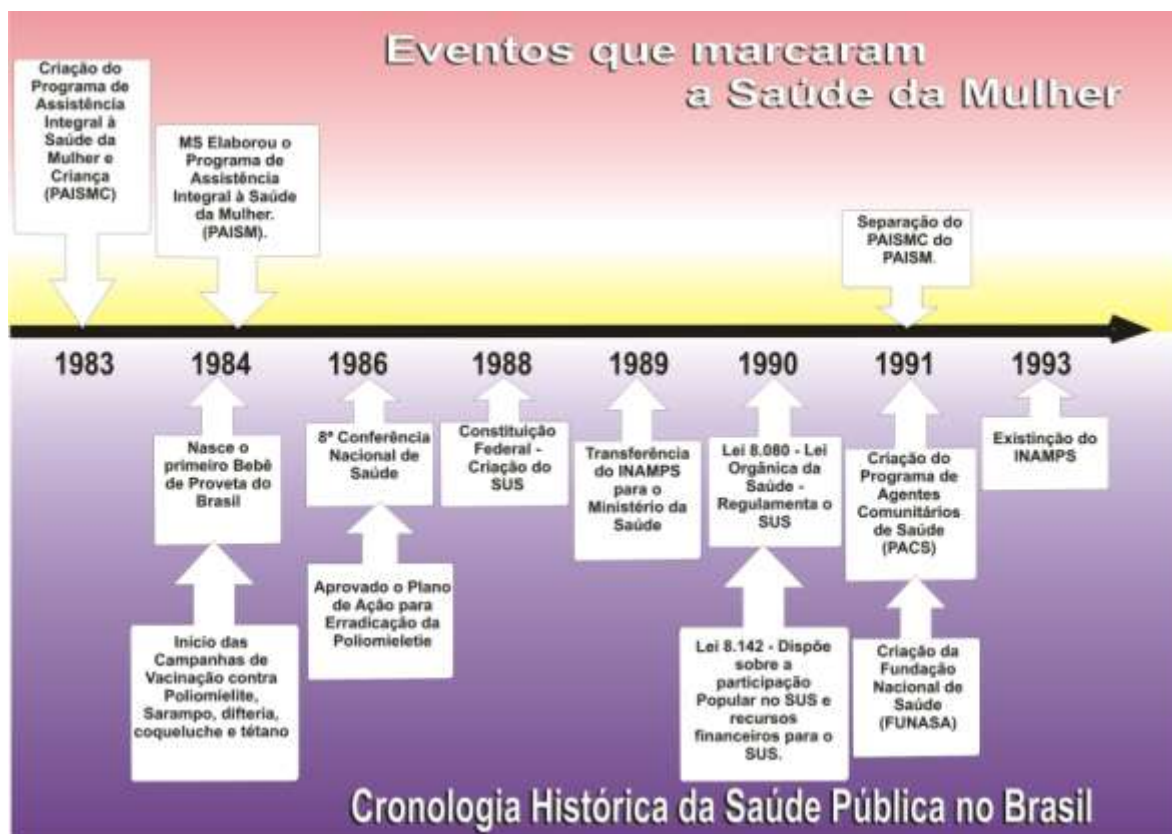 Eventos que marcaram
a Saúde da Mulher
Criação do
Programa de
Assistência
Integral à
Saúde da
Mulher e
Criança
(PAISMC)
MS Elaborou o
Programa de
Assistência
Integral à Saúde
da Mulher.
(PAISM).
Separação do
PAISMC do
PAISM.
1983
1984
1986
1988
1989
1990
1991
1993
Nasce o
primeiro Bebê
de Proveta do
Brasil
8ª Conferência
Nacional de
Saúde
Constituição
Federal -
Criação do
SUS
Transferência
do INAMPS
para o
Ministério da
Saúde
Lei 8.080 - Lei
Orgânica da
Saúde -
Regulamenta o
SUS
Criação do
Programa de
Agentes
Comunitários
de Saúde
(PACS)
Existinção do
INAMPS
Início das
Campanhas de
Vacinação contra
Poliomielite,
Sarampo, difteria,
coqueluche e tétano
Aprovado o Plano
de Ação para
Erradicação da
Poliomieletie
Lei 8.142 - Dispõe
sobre a
participação
Popular no SUS e
recursos
financeiros para o
SUS.
Criação da
Fundação
Nacional de
Saúde
(FUNASA)
Cronologia Histórica da Saúde Pública no Brasil